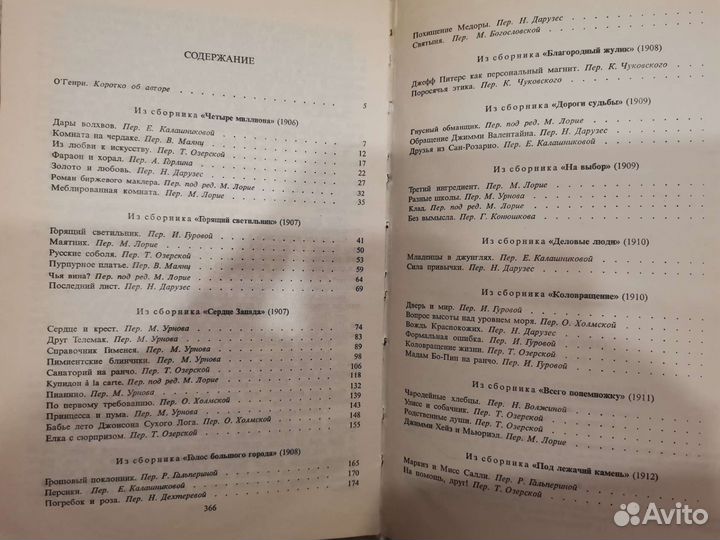 СОДЕРЖАНИЕ
О'Генри. Коротко об авторе . . . . . . . . . . . . . 5
Из сборника «Четыре миллиона» (1906)
Дары волхвов. Пер. Е. Калашниковой . . . . . . . . . 7
Комната на чердаке. Пер. В. Маянц . . . . . . . . . 12
Из любви к искусству. Пер. Т. Озерской . . . . . . . 17
Фараон и хорал. Пер. А. Горлина . . . . . . . . . . 22
Золото и любовь. Пер. Н. Дарузес . . . . . . . . . . 27
Роман биржевого маклера. Пер. под ред. М. Лорие . . . 32
Меблированная комната. Пер. М. Лорие . . . . . . . . 35
Из сборника «Горящий светильник» (1907)
Горящий светильник. Пер. И. Гуровой . . . . . . . . 41
Маятник. Пер. М. Лорие . . . . . . . . . . . . . . 50
Русские соболя. Пер. Т. Озерской . . . . . . . . . . 53
Пурпурное платье. Пер. В. Маянц . . . . . . . . . . 59
Чья вина? Пер. под ред. М. Лорие . . . . . . . . . . 64
Последний лист. Пер. Н. Дарузес . . . . . . . . . . 69
Из сборника «Сердце Запада» (1907)
Сердце и крест. Пер. М. Урнова . . . . . . . . . . . 74
Друг Телемак. Пер. М. Урнова . . . . . . . . . . . . 83
Справочник Гименея. Пер. М. Урнова . . . . . . . . . 89
Пимиентские блинчики. Пер. М. Урнова . . . . . . . . 98
Санаторий на ранчо. Пер. Т. Озерской . . . . . . . . 106
Купидон à la carte. Пер. под ред. М. Лорие . . . . . 118
Пианино. Пер. М. Урнова . . . . . . . . . . . . . . 132
По первому требованию. Пер. О. Холмской . . . . . . 139
Принцесса и пума. Пер. М. Урнова . . . . . . . . . . 143
Бабье лето Джонсона Сухого Лога. Пер. О. Холмской . . 148
Елка с сюрпризом. Пер. Т. Озерской . . . . . . . . . 155
Из сборника «Голос большого города» (1908)
Грошовый поклонник. Пер. Р. Гальпериной . . . . . . 165
Персики. Пер. Е. Калашниковой . . . . . . . . . . . 170
Погребок и роза. Пер. Н. Дехтеревой . . . . . . . . 174
366
Похищение Медоры. Пер. Н. Дарузес . . . . . .
Святыня. Пер. М. Богословской . . . . . . .
Из сборника «Благородный жулик» (1908)
Джефф Питерс как персональный магнит. Пер. К. Чуковского
Поросячья этика. Пер. К. Чуковского . . . . . .
Из сборника «Дороги судьбы» (1909)
Гнусный обманщик. Пер. под ред. М. Лорие . . . .
Обращение Джимми Валентайна. Пер. Н. Дарузес . . .
Друзья из Сан-Розарио. Пер. Е. Калашниковой . . .
Из сборника «На выбор» (1909)
Третий ингредиент. Пер. М. Лорие . . . . . .
Разные школы. Пер. М. Урнова . . . . . . .
Клад. Пер. под ред. М. Лорие . . . . . . .
Без вымысла. Пер. Г. Конюшкова . . . . . . .
Из сборника «Деловые люди» (1910)
Младенцы в джунглях. Пер. Е. Калашниковой . . . .
Сила привычки. Пер. Н. Дарузес . . . . . . .
Из сборника «Коловращение» (1910)
Дверь и мир. Пер. И. Гуровой . . . . . . .
Вопрос высоты над уровнем моря. Пер. О. Холмской . .
Вождь Краснокожих. Пер. Н. Дарузес . . . . . .
Формальная ошибка. Пер. И. Гуровой . . . . . .
Коловращение жизни. Пер. Т. Озерской . . . . .
Мадам Бо-Пип на ранчо. Пер. И. Гуровой . . . . .
Из сборника «Всего понемножку» (1911)
Чародейные хлебцы. Пер. Н. Волжиной . . . . . .
Улисс и собачник. Пер. Т. Озерской . . . . . .
Родственные души. Пер. Т. Озерской . . . . . .
Джимми Хейз и Мьюриэл. Пер. М. Лорие . . . . .
Из сборника «Под лежачий камень» (1912)
Маркиз и Мисс Салли. Пер. Р. Гальпериной . . . .
На помощь, друг! Пер. Т. Озерской . . . . . .
Avito